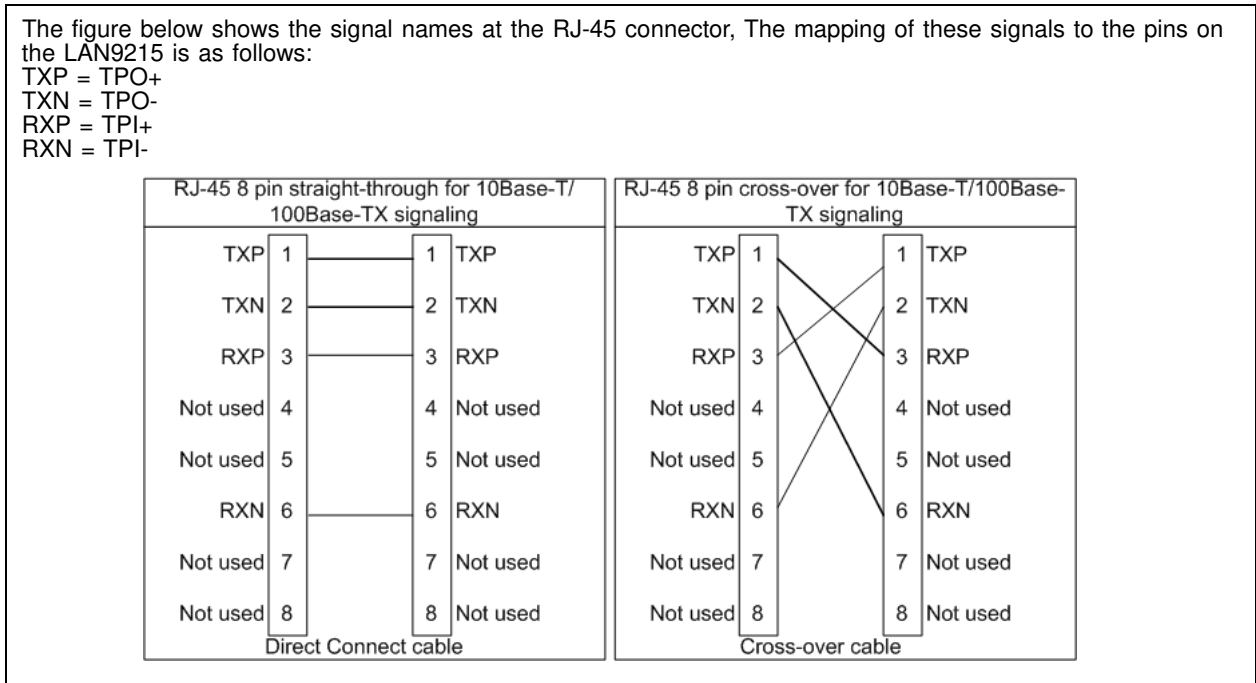 The figure below shows the signal names at the RJ-45 connector, The mapping of these signals to the pins on
the LAN9215 is as follows:
TXP = TPO+
TXN = TPO-
RXP = TPI+
RXN = TPI-
RJ-45 8 pin straight-through for 10Base-T/
100Base-TX signaling
TXP 1 1 TXP
TXN 2 2 TXN
RXP 3 3 RXP
Not used 4 4 Not used
Not used 5 5 Not used
RXN 6 6 RXN
Not used 7 7 Not used
Not used 8 8 Not used
Direct Connect cable
RJ-45 8 pin cross-over for 10Base-T/100Base-
TX signaling
TXP 1 1 TXP
TXN 2 2 TXN
RXP 3 3 RXP
Not used 4 4 Not used
Not used 5 5 Not used
RXN 6 6 RXN
Not used 7 7 Not used
Not used 8 8 Not used
Cross-over cable